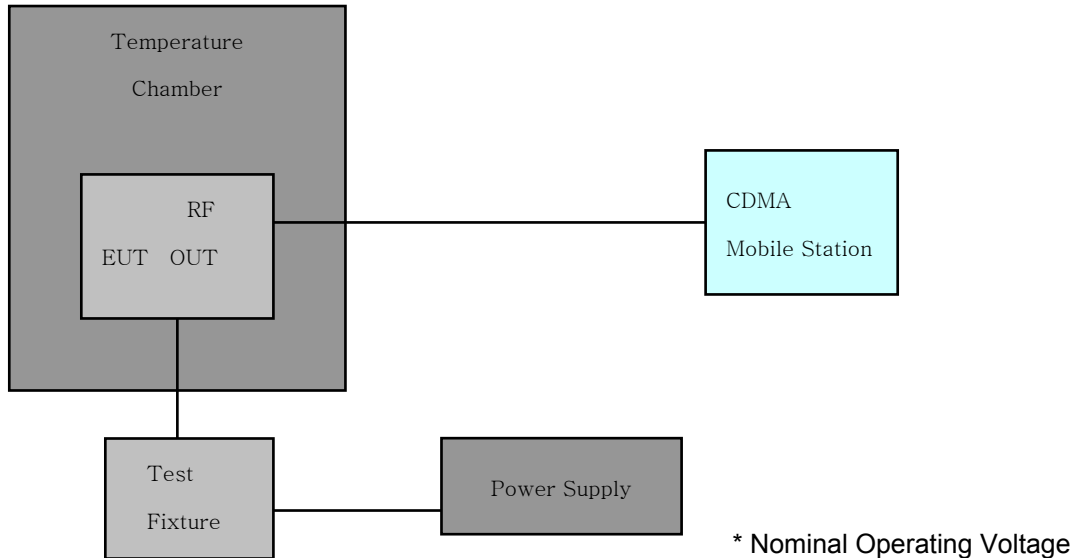 Temperature
Chamber
RF
EUT OUT
CDMA
Mobile Station
Test
Fixture
Power Supply
* Nominal Operating Voltage